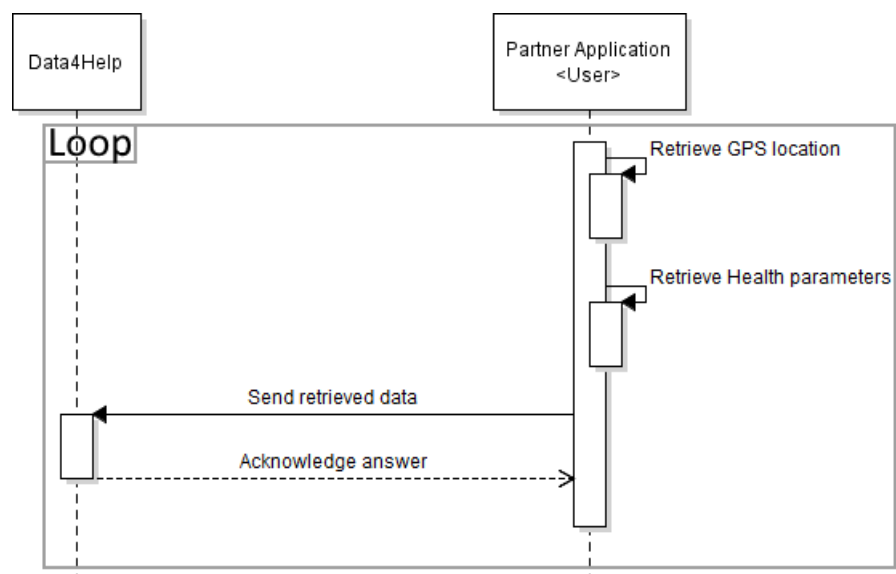 Data4Help
Partner Application
<User>
Loop
Retrieve GPS location
Retrieve Health parameters
Send retrieved data
Acknowledge answer